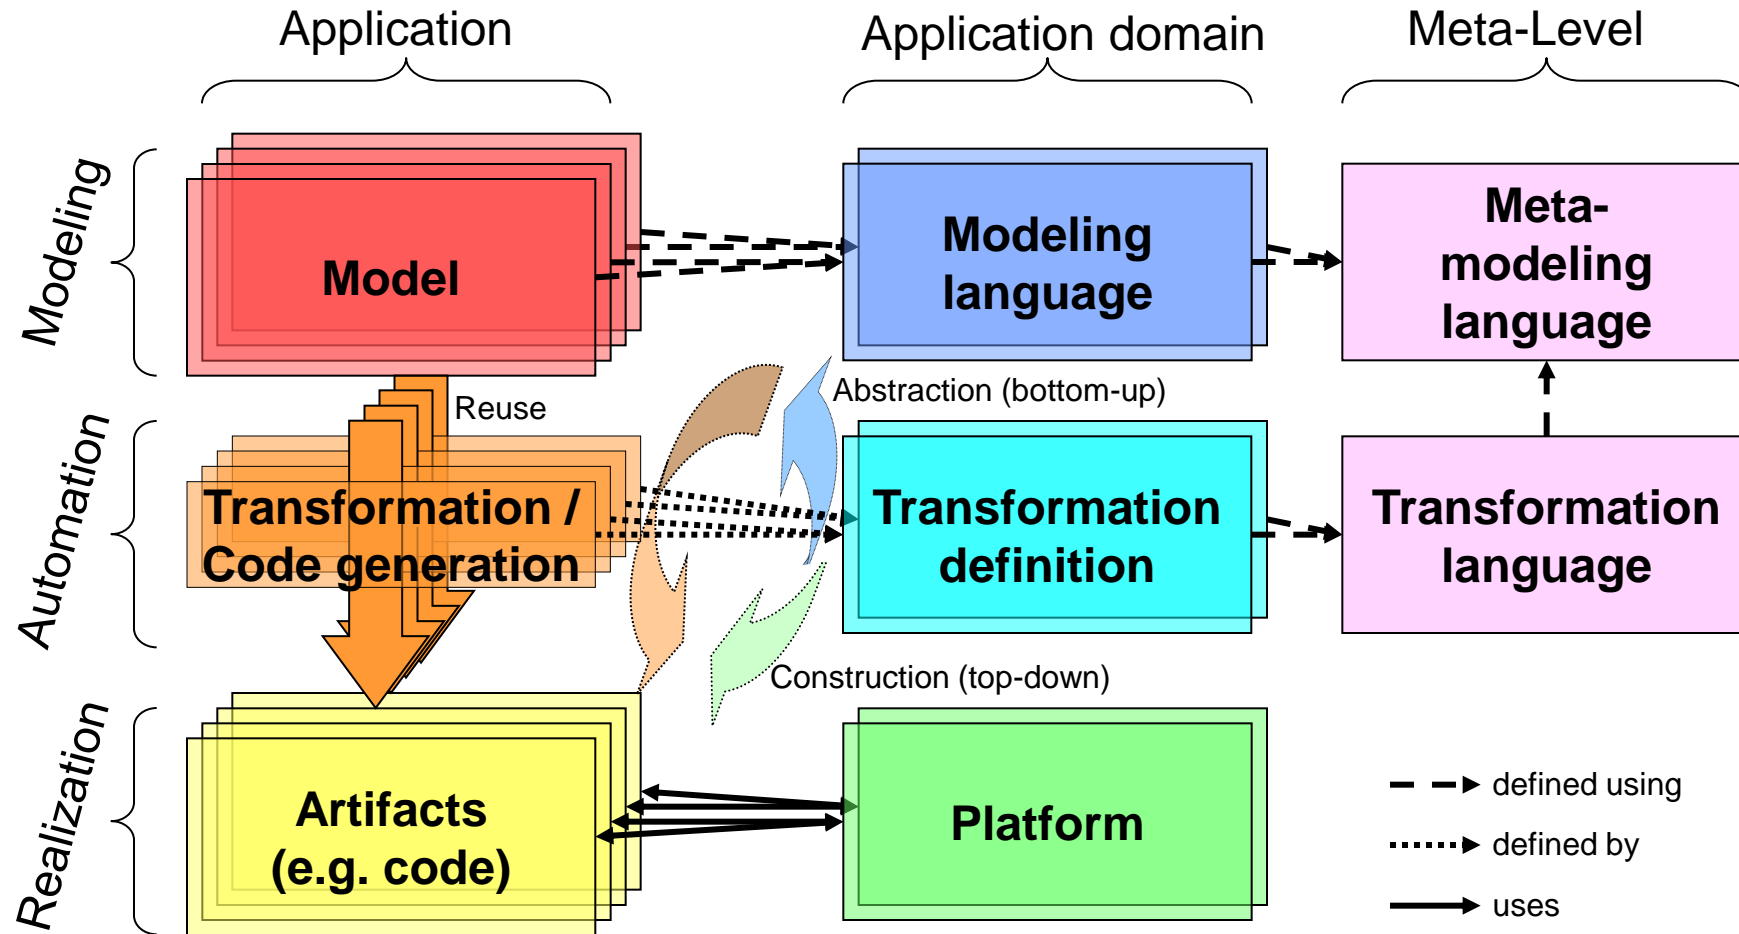 Application
Application domain
Meta-Level
Modeling
Model
Modeling
language
Meta-
modeling
language
Reuse
Abstraction (bottom-up)
Automation
Transformation /
Code generation
Transformation
definition
Transformation
language
Construction (top-down)
Realization
Artifacts
(e.g. code)
Platform
defined using
defined by
uses